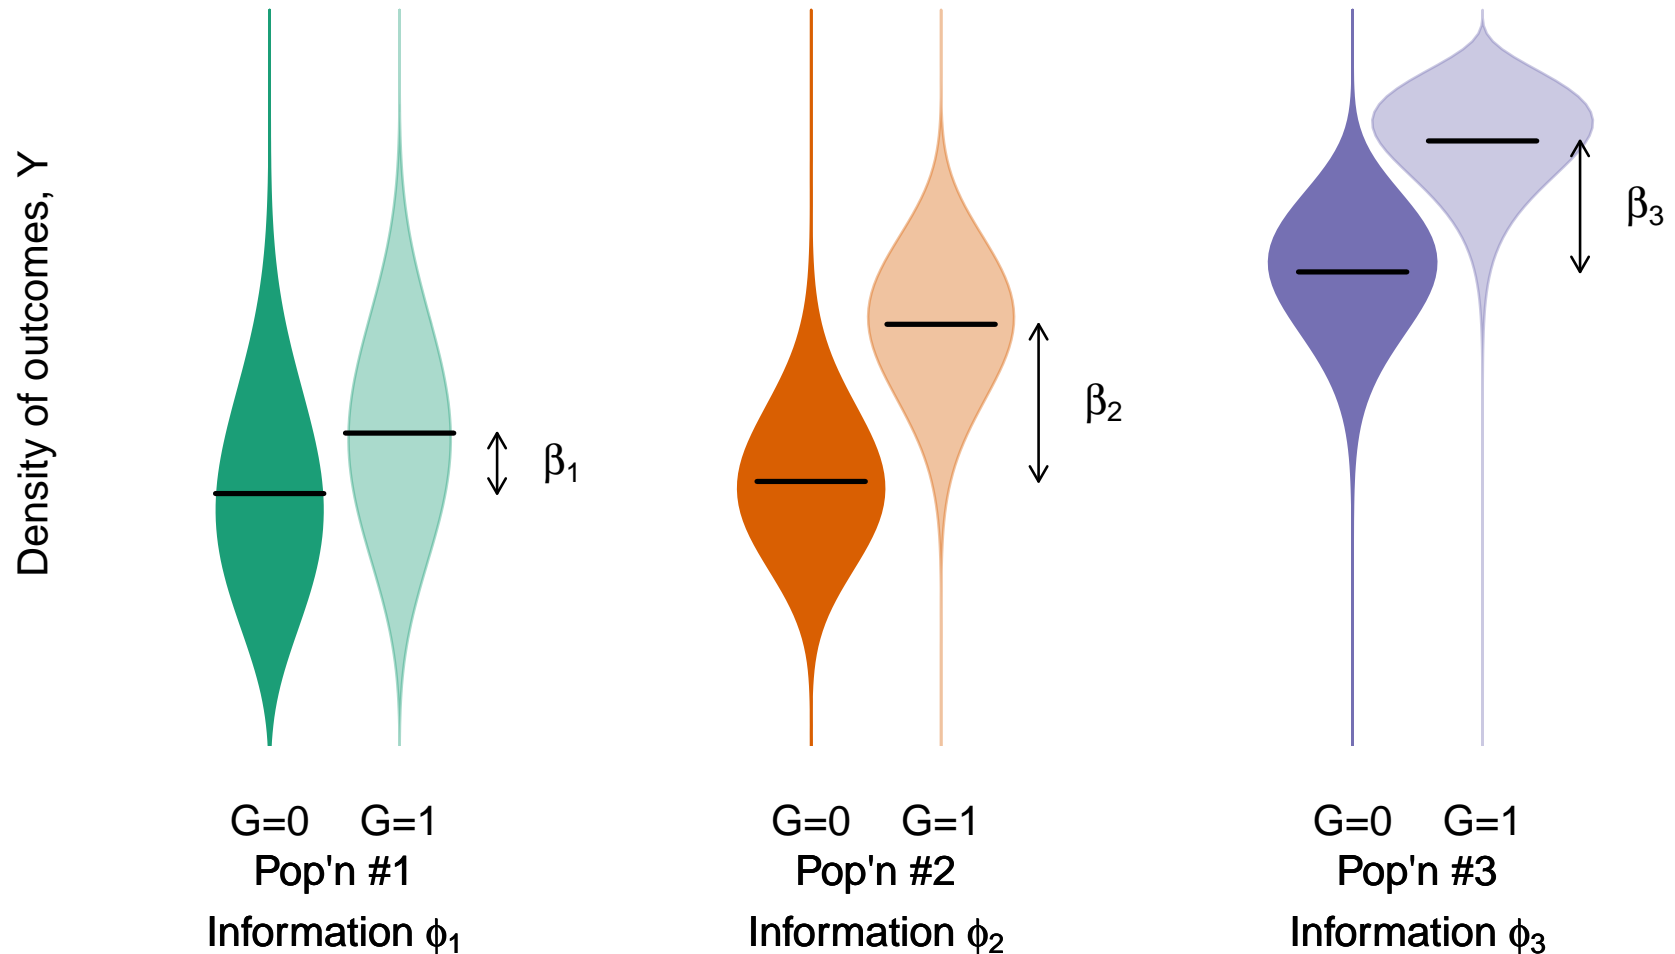 Density of outcomes, Y
β₁
β₂
β₃
G=0 G=1
Pop'n #1
Information ϕ₁
G=0 G=1
Pop'n #2
Information ϕ₂
G=0 G=1
Pop'n #3
Information ϕ₃